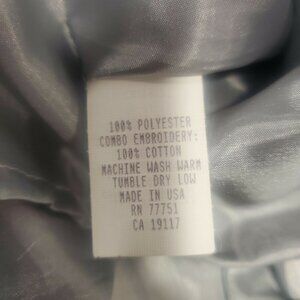 100% POLYESTER
COMBO EMBROIDERY:
100% COTTON
MACHINE WASH WARM
TUMBLE DRY LOW
MADE IN USA
RN 77751
CA 19117